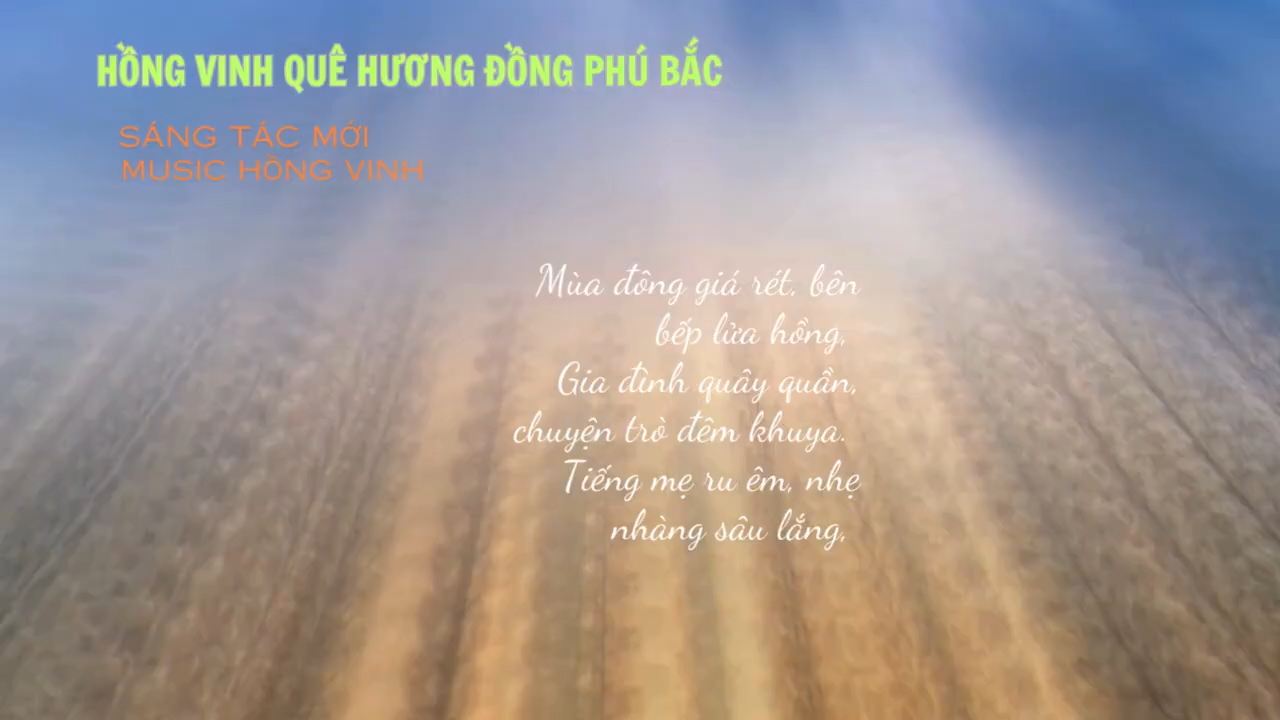 HỒNG VINH QUÊ HƯƠNG ĐỒNG PHÚ BẮC
SÁNG TÁC MỚI
MUSIC HỒNG VINH
Mùa đông giá rét, bên
bếp lửa hồng,
Gia đình quây quần,
chuyện trò đêm khuya.
Tiếng mẹ ru êm, nhẹ
nhàng sâu lắng,